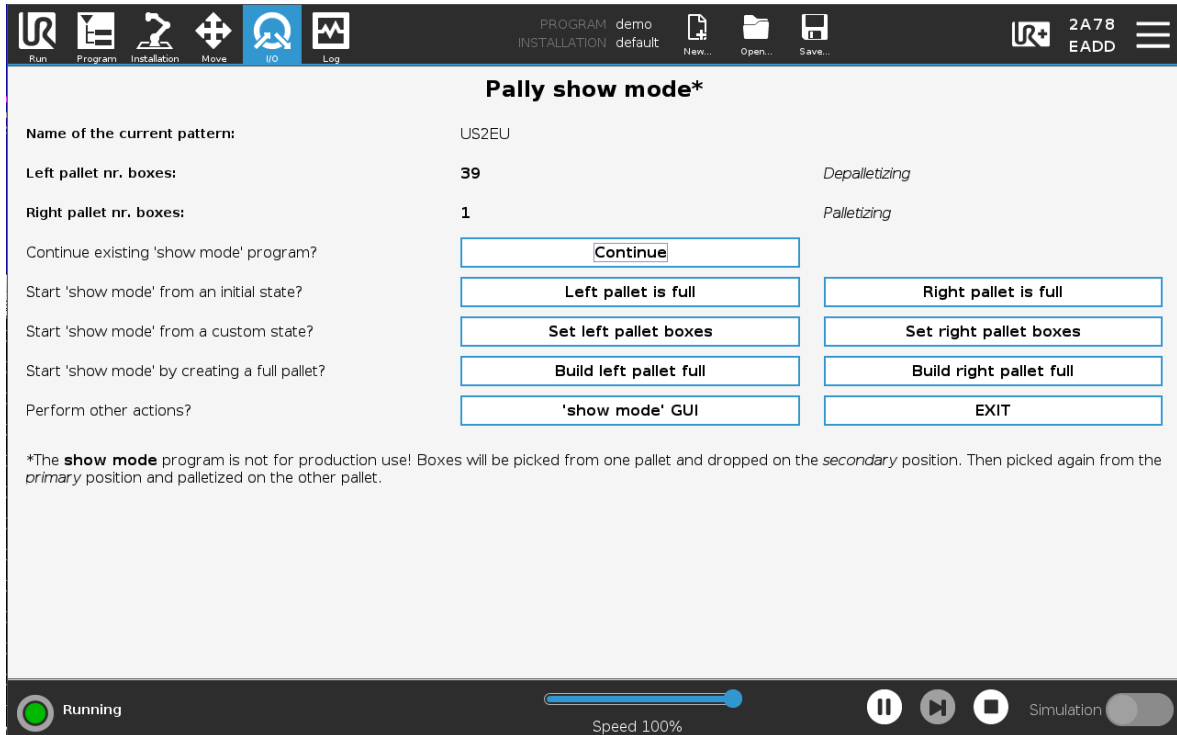 PROGRAM demo
INSTALLATION default
2A78
EADD
Run Program Installation Move I/O Log New... Open... Save...
Pally show mode*
Name of the current pattern: US2EU
Left pallet nr. boxes: 39 Depalletizing
Right pallet nr. boxes: 1 Palletizing
Continue existing 'show mode' program? Continue
Start 'show mode' from an initial state? Left pallet is full Right pallet is full
Start 'show mode' from a custom state? Set left pallet boxes Set right pallet boxes
Start 'show mode' by creating a full pallet? Build left pallet full Build right pallet full
Perform other actions? 'show mode' GUI EXIT
*The show mode program is not for production use! Boxes will be picked from one pallet and dropped on the secondary position. Then picked again from the
primary position and palletized on the other pallet.
Running
Speed 100%
Simulation